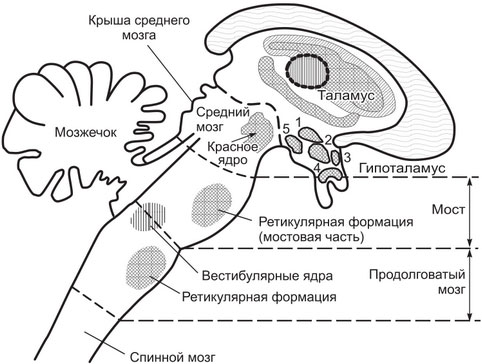 Крыша среднего
мозга
Мозжечок
Средний
мозг
Красное
ядро
Таламус
1
5
2
3
4
Гипоталамус
Мост
Ретикулярная формация
(мостовая часть)
Вестибулярные ядра
Продолговатый
мозг
Ретикулярная формация
Спинной мозг